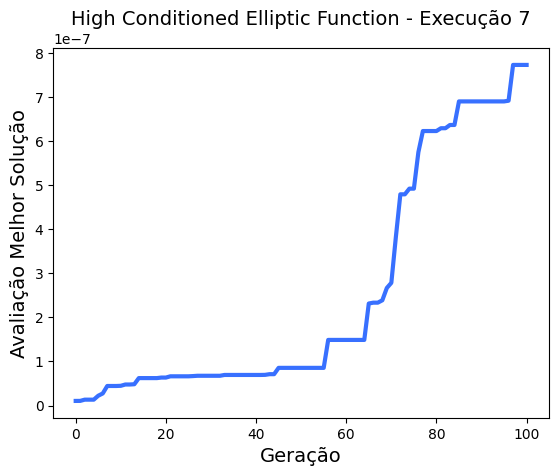 High Conditioned Elliptic Function - Execução 7
1e−7
8
7
6
5
4
3
2
1
0
Avaliação Melhor Solução
0 20 40 60 80 100
Geração